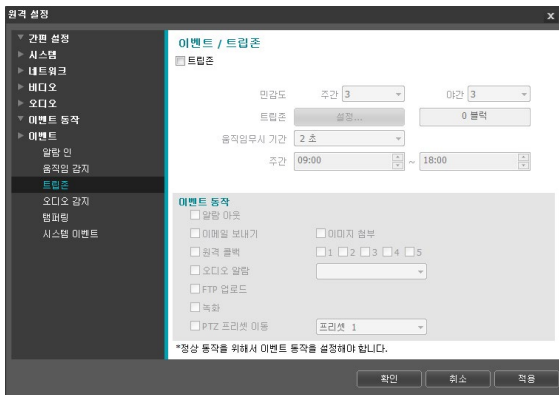 원격 설정
x
간편 설정
시스템
네트워크
비디오
오디오
이벤트 동작
이벤트
알람 인
움직임 감지
트립존
오디오 감지
탬퍼링
시스템 이벤트
이벤트 / 트립존
트립존
민감도 주간 3 야간 3
트립존 설정... 0 블럭
움직임무시 기간 2 초
주간 09:00 ~ 18:00
이벤트 동작
알람 아웃
이메일 보내기 이미지 첨부
원격 콜백 1 2 3 4 5
오디오 알람
FTP 업로드
녹화
PTZ 프리셋 이동 프리셋 1
*정상 동작을 위해서 이벤트 동작을 설정해야 합니다.
확인 취소 적용